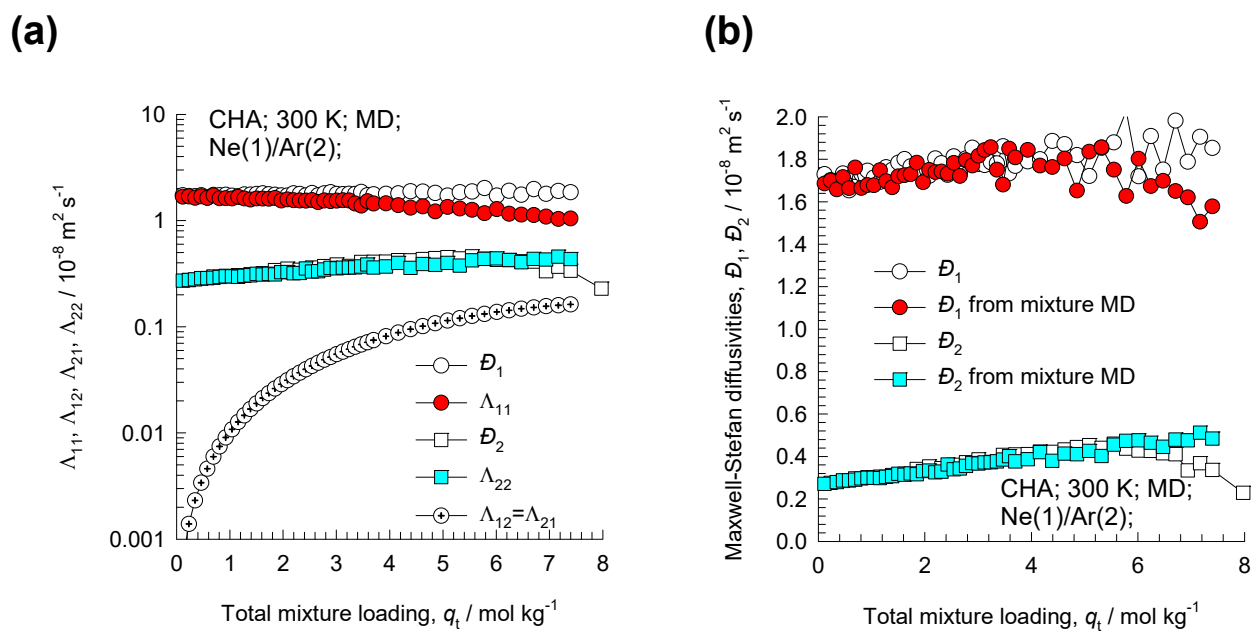 (a)
CHA; 300 K; MD;
Ne(1)/Ar(2);
Λ₁₁, Λ₁₂, Λ₂₁, Λ₂₂ / 10⁻⁸ m² s⁻¹
10
1
0.1
0.01
0.001
Đ₁
Λ₁₁
Đ₂
Λ₂₂
Λ₁₂=Λ₂₁
0 1 2 3 4 5 6 7 8
Total mixture loading, qₜ / mol kg⁻¹
(b)
Maxwell-Stefan diffusivities, Đ₁, Đ₂ / 10⁻⁸ m² s⁻¹
2.0
1.8
1.6
1.4
1.2
1.0
0.8
0.6
0.4
0.2
0.0
Đ₁
Đ₁ from mixture MD
Đ₂
Đ₂ from mixture MD
CHA; 300 K; MD;
Ne(1)/Ar(2);
0 2 4 6 8
Total mixture loading, qₜ / mol kg⁻¹